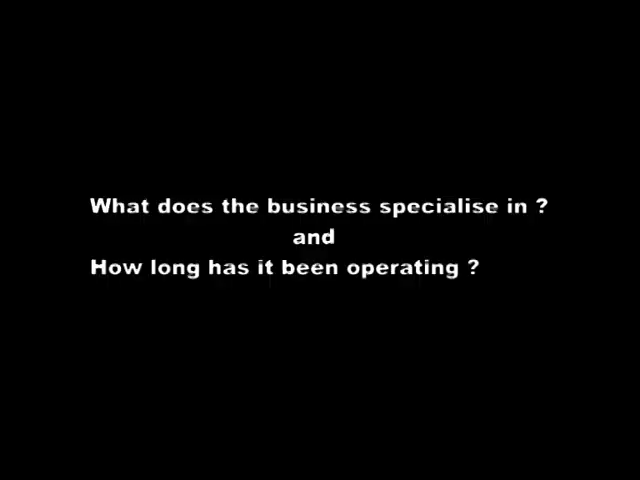 What does the business specialise in ?
and
How long has it been operating ?